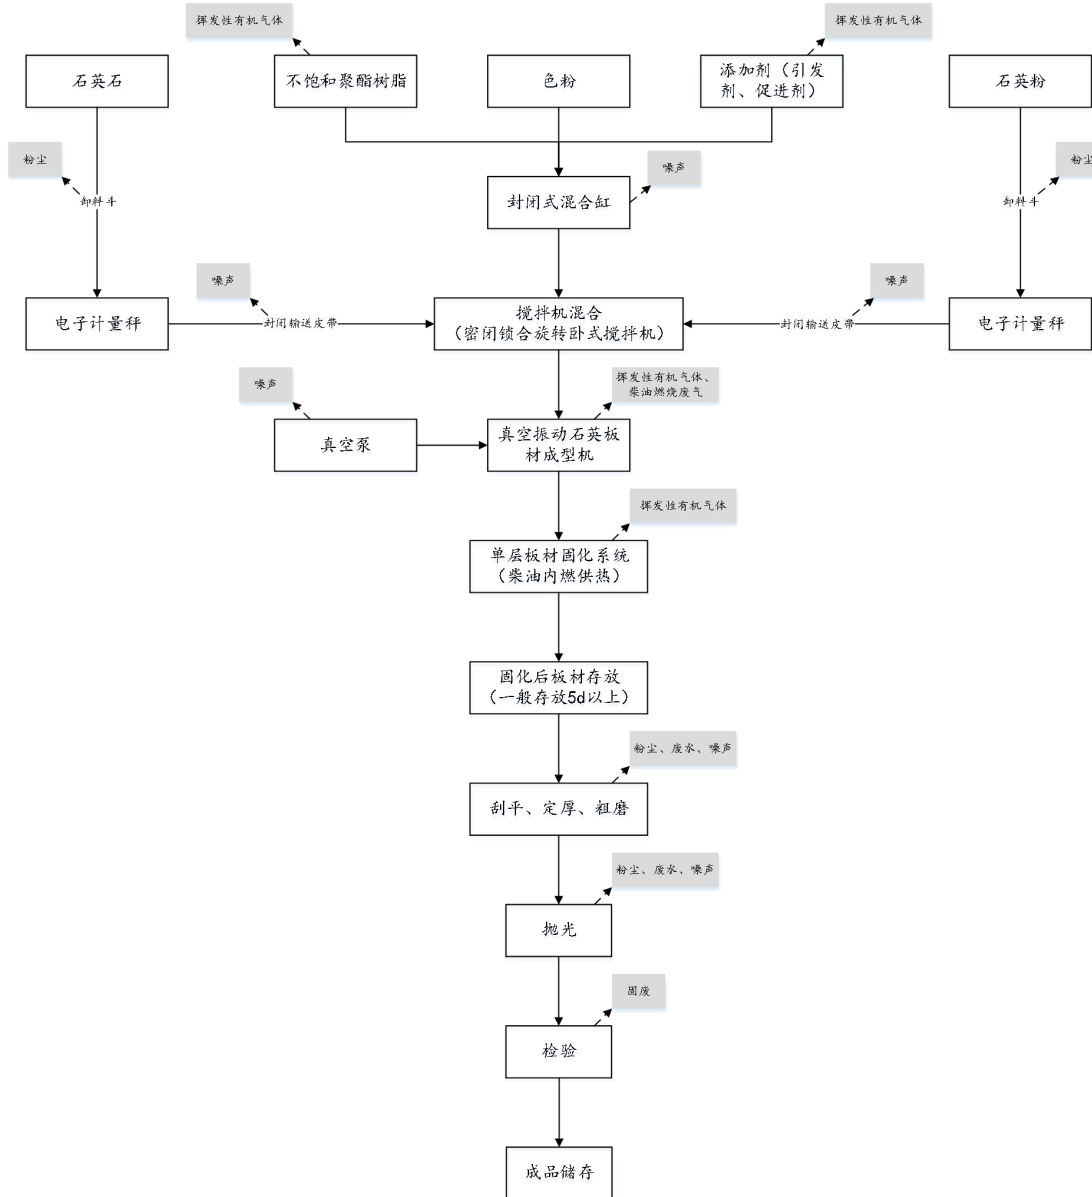 挥发性有机气体
挥发性有机气体
石英石
不饱和聚酯树脂
色粉
添加剂（引发
剂、促进剂）
石英粉
粉尘
噪声
粉尘
卸料斗
封闭式混合缸
卸料斗
噪声
噪声
电子计量秤
封闭输送皮带
搅拌机混合
（密闭锁合旋转卧式搅拌机）
封闭输送皮带
电子计量秤
噪声
挥发性有机气体、
柴油燃烧废气
真空泵
真空振动石英板
材成型机
挥发性有机气体
单层板材固化系统
（柴油内燃供热）
固化后板材存放
（一般存放5d以上）
粉尘、废水、噪声
刮平、定厚、粗磨
粉尘、废水、噪声
抛光
固废
检验
成品储存